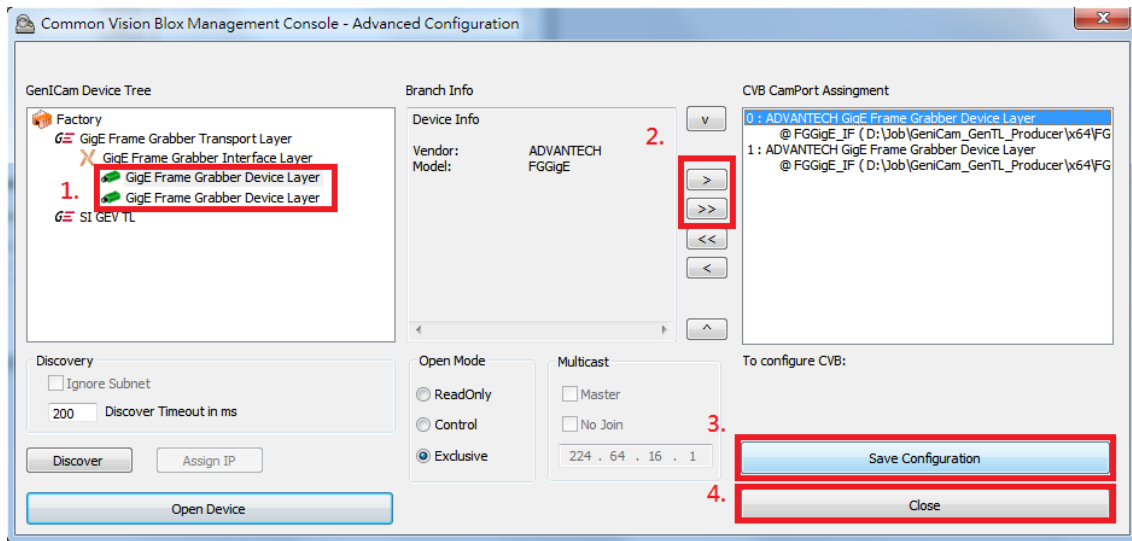 Common Vision Blox Management Console - Advanced Configuration
X
GenICam Device Tree
Factory
GigE Frame Grabber Transport Layer
GigE Frame Grabber Interface Layer
1.
GigE Frame Grabber Device Layer
GigE Frame Grabber Device Layer
SI GEV TL
Branch Info
Device Info
Vendor: ADVANTECH
Model: FGGigE
2.
v
>
>>
<<
<
^
CVB CamPort Assingment
0 : ADVANTECH GigE Frame Grabber Device Layer
@ FGGigE_IF ( D:\Job\GeniCam_GenTL_Producer\x64\FG
1 : ADVANTECH GigE Frame Grabber Device Layer
@ FGGigE_IF ( D:\Job\GeniCam_GenTL_Producer\x64\FG
Discovery
Ignore Subnet
200 Discover Timeout in ms
Discover
Assign IP
Open Device
Open Mode
ReadOnly
Control
Exclusive
Multicast
Master
No Join
224 . 64 . 16 . 1
To configure CVB:
3.
Save Configuration
4.
Close